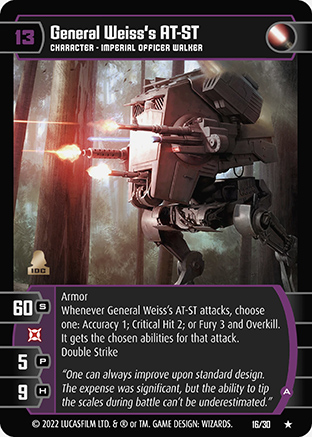 13
General Weiss's AT-ST
CHARACTER - IMPERIAL OFFICER WALKER
IDC
60 S
Armor
Whenever General Weiss's AT-ST attacks, choose
one: Accuracy 1; Critical Hit 2; or Fury 3 and Overkill.
It gets the chosen abilities for that attack.
Double Strike
5 P
9 H
"One can always improve upon standard design.
The expense was significant, but the ability to tip
the scales during battle can't be underestimated."
A
© 2022 LUCASFILM LTD. & ® or TM. GAME DESIGN: WIZARDS.
16/30